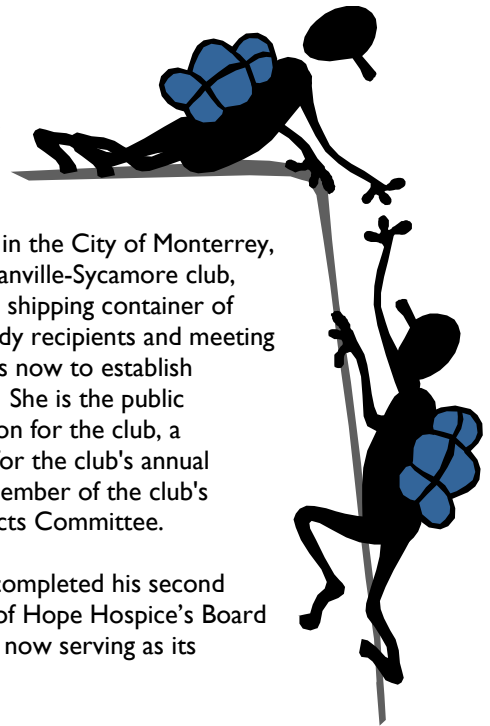 in the City of Monterrey,
anville-Sycamore club,
shipping container of
dy recipients and meeting
s now to establish
She is the public
on for the club, a
for the club's annual
ember of the club's
cts Committee.
completed his second
of Hope Hospice’s Board
now serving as its